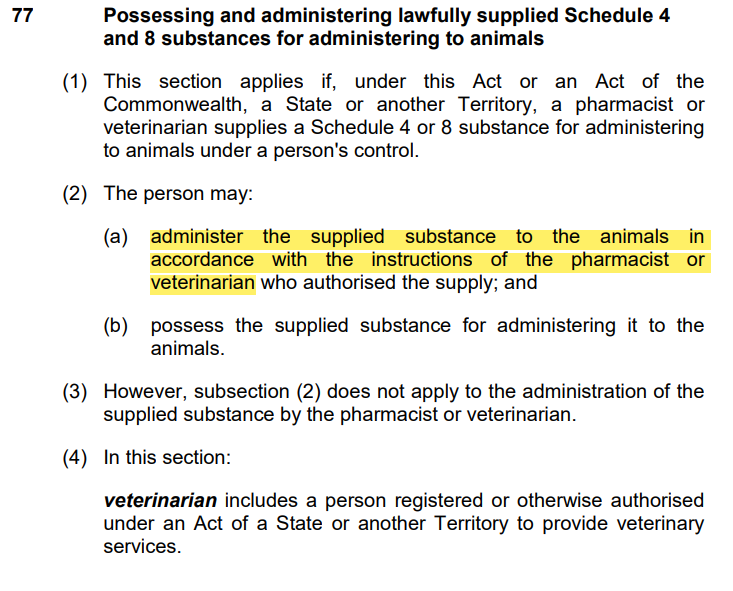 77 Possessing and administering lawfully supplied Schedule 4
and 8 substances for administering to animals
(1) This section applies if, under this Act or an Act of the
Commonwealth, a State or another Territory, a pharmacist or
veterinarian supplies a Schedule 4 or 8 substance for administering
to animals under a person's control.
(2) The person may:
(a) administer the supplied substance to the animals in
accordance with the instructions of the pharmacist or
veterinarian who authorised the supply; and
(b) possess the supplied substance for administering it to the
animals.
(3) However, subsection (2) does not apply to the administration of the
supplied substance by the pharmacist or veterinarian.
(4) In this section:
veterinarian includes a person registered or otherwise authorised
under an Act of a State or another Territory to provide veterinary
services.